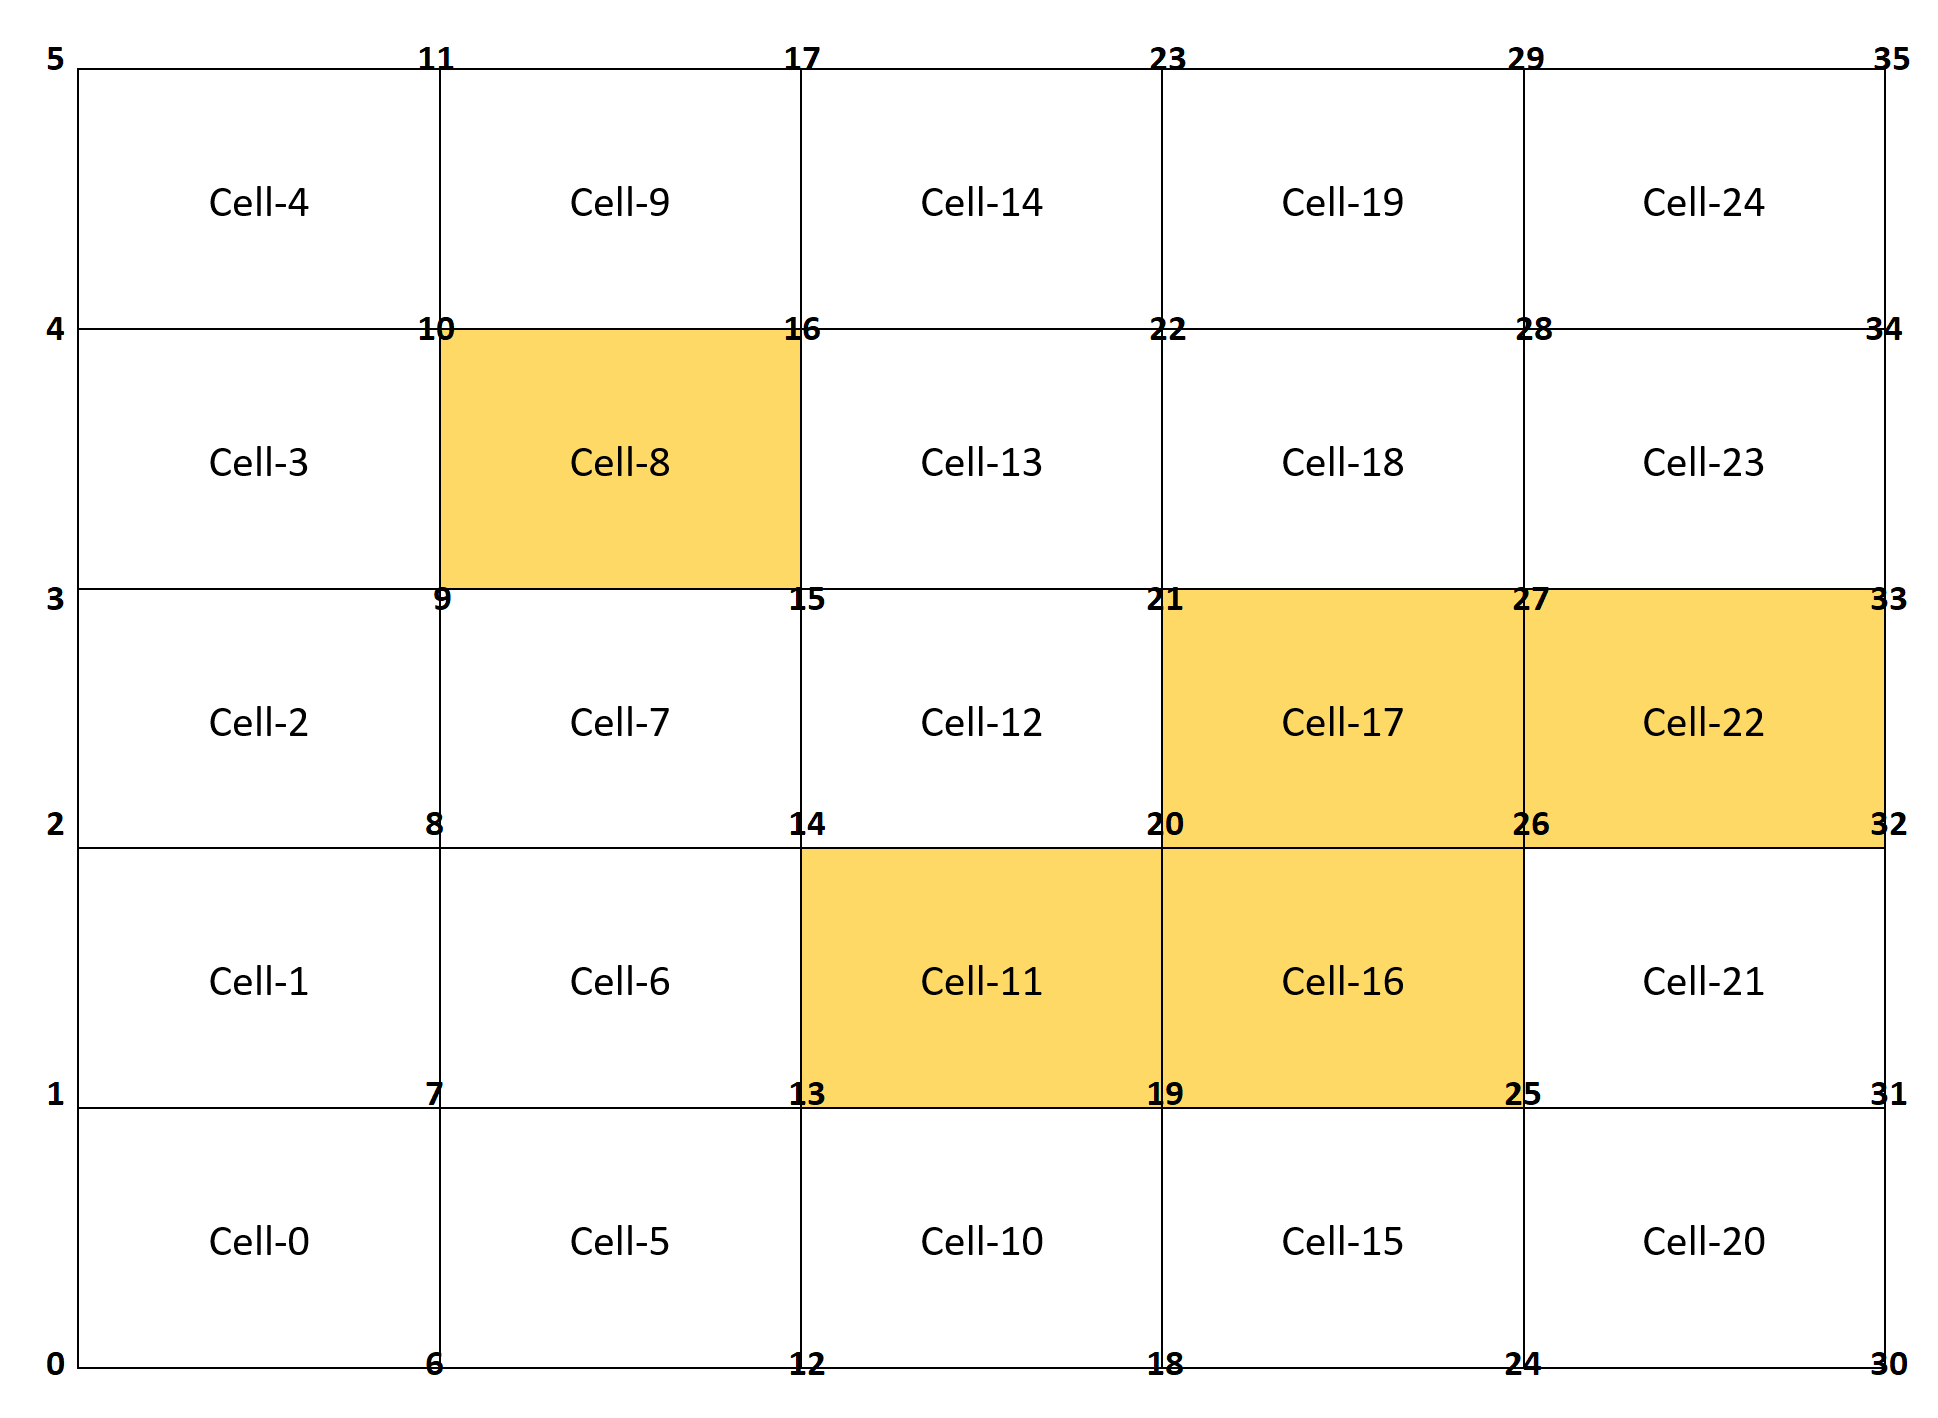 5 11 17 23 29 35
Cell-4 Cell-9 Cell-14 Cell-19 Cell-24
4 10 16 22 28 34
Cell-3 Cell-8 Cell-13 Cell-18 Cell-23
3 9 15 21 27 33
Cell-2 Cell-7 Cell-12 Cell-17 Cell-22
2 8 14 20 26 32
Cell-1 Cell-6 Cell-11 Cell-16 Cell-21
1 7 13 19 25 31
Cell-0 Cell-5 Cell-10 Cell-15 Cell-20
0 6 12 18 24 30